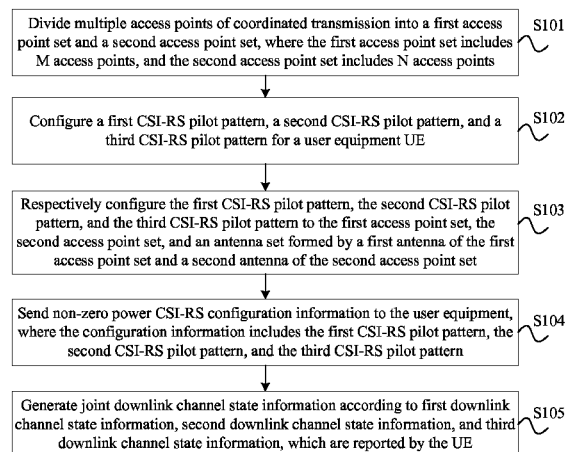 Divide multiple access points of coordinated transmission into a first access
point set and a second access point set, where the first access point set includes
M access points, and the second access point set includes N access points
S101
Configure a first CSI-RS pilot pattern, a second CSI-RS pilot pattern, and a
third CSI-RS pilot pattern for a user equipment UE
S102
Respectively configure the first CSI-RS pilot pattern, the second CSI-RS pilot
pattern, and the third CSI-RS pilot pattern to the first access point set, the
second access point set, and an antenna set formed by a first antenna of the first
access point set and a second antenna of the second access point set
S103
Send non-zero power CSI-RS configuration information to the user equipment,
where the configuration information includes the first CSI-RS pilot pattern, the
second CSI-RS pilot pattern, and the third CSI-RS pilot pattern
S104
Generate joint downlink channel state information according to first downlink
channel state information, second downlink channel state information, and third
downlink channel state information, which are reported by the UE
S105